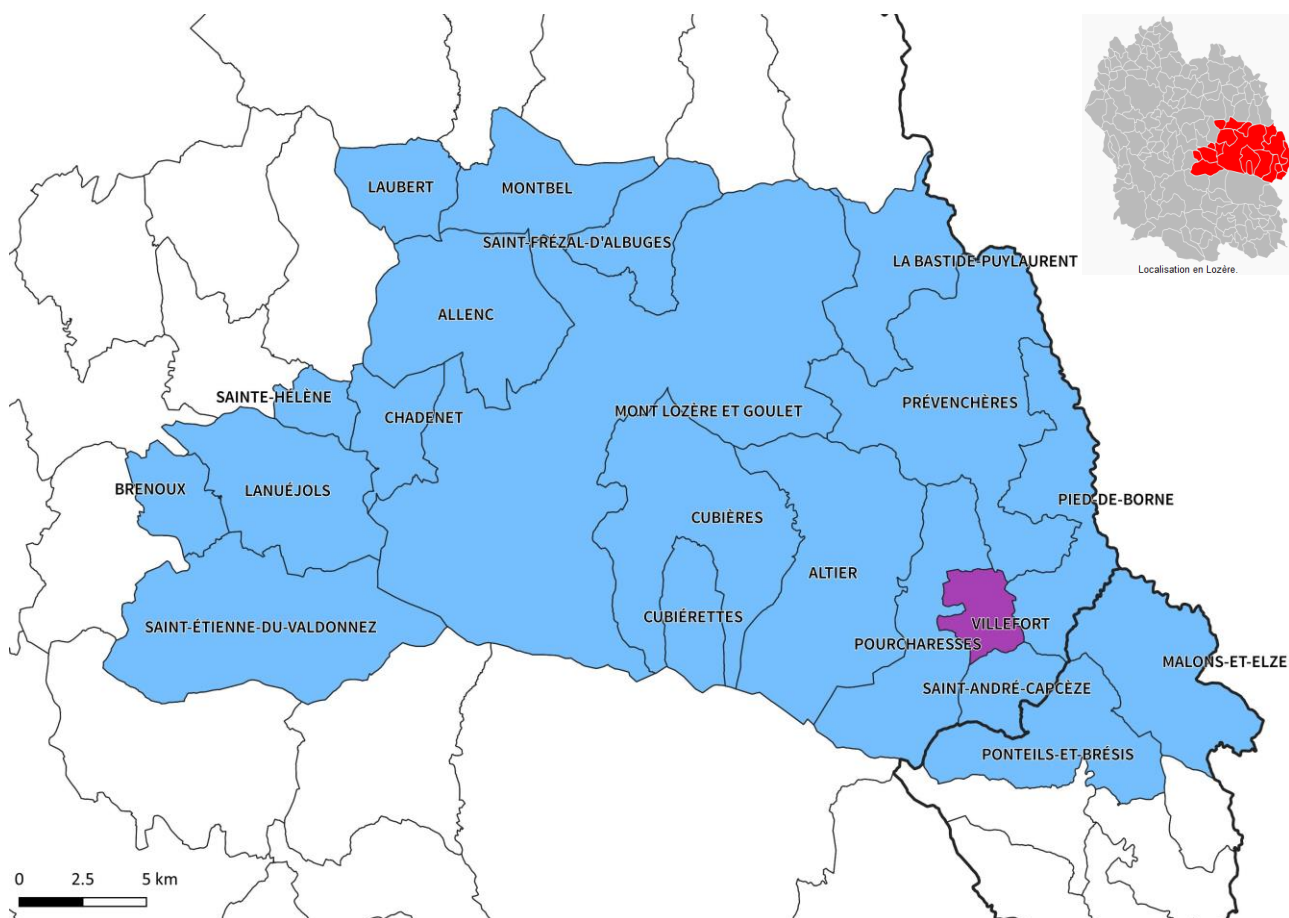 LAUBERT
MONTBEL
SAINT-FRÉZAL-D'ALBUGES
LA BASTIDE-PUYLAURENT
Localisation en Lozère.
ALLENC
SAINTE-HÉLÈNE
CHADENET
MONT LOZÈRE ET GOULET
PRÉVENCHÈRES
BRENOUX
LANUÉJOLS
PIED-DE-BORNE
CUBIÈRES
ALTIER
CUBIÉRETTES
SAINT-ÉTIENNE-DU-VALDONNEZ
VILLEFORT
POURCHARESSES
MALONS-ET-ELZE
SAINT-ANDRÉ-CAPCÈZE
PONTEILS-ET-BRÉSIS
0 2.5 5 km